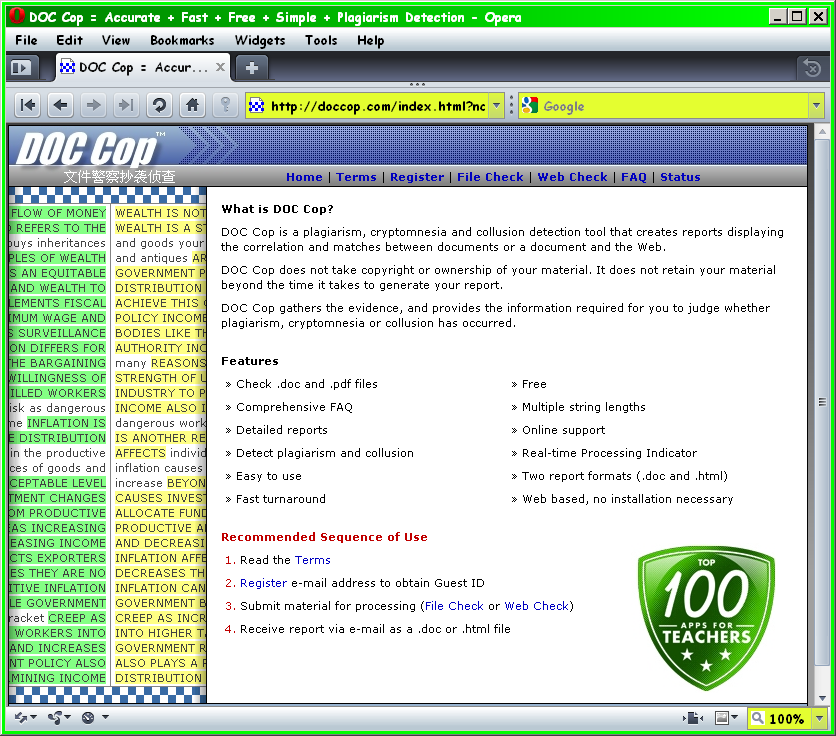 DOC Cop = Accurate + Fast + Free + Simple + Plagiarism Detection - Opera
File Edit View Bookmarks Widgets Tools Help
DOC Cop = Accur...
http://doccop.com/index.html?nc
Google
DOC Cop™
文件警察抄袭侦查
Home | Terms | Register | File Check | Web Check | FAQ | Status
FLOW OF MONEY WEALTH IS NOT
REFERS TO THE WEALTH IS A
buys inheritances and goods your
PLES OF WEALTH and antiques
S AN EQUITABLE GOVERNMENT
AND WEALTH TO DISTRIBUTION
LEMENTS FISCAL ACHIEVE THIS
MUM WAGE AND POLICY INCOME
S SURVEILLANCE BODIES LIKE
ON DIFFERS FOR AUTHORITY
HE BARGAINING many REASONS
WILLINGNESS OF STRENGTH OF
LLED WORKERS INDUSTRY TO
isk as dangerous INCOME ALSO
me INFLATION IS dangerous work
E DISTRIBUTION IS ANOTHER
in the productive AFFECTS individ
ces of goods and inflation causes
CEPTABLE LEVEL increase BEYON
TMENT CHANGES CAUSES INVEST
OM PRODUCTIVE ALLOCATE FUND
AS INCREASING PRODUCTIVE
EASING INCOME AND DECREASI
CTS EXPORTERS INFLATION AFFE
ES THEY ARE NO DECREASES TH
ITIVE INFLATION INFLATION CAN
LE GOVERNMENT GOVERNMENT
racket CREEP AS CREEP AS INCR
WORKERS INTO INTO HIGHER
AND INCREASES GOVERNMENT
NT POLICY ALSO ALSO PLAYS A
MINING INCOME DISTRIBUTION
What is DOC Cop?
DOC Cop is a plagiarism, cryptomnesia and collusion detection tool that creates reports displaying
the correlation and matches between documents or a document and the Web.
DOC Cop does not take copyright or ownership of your material. It does not retain your material
beyond the time it takes to generate your report.
DOC Cop gathers the evidence, and provides the information required for you to judge whether
plagiarism, cryptomnesia or collusion has occurred.
Features
» Check .doc and .pdf files
» Comprehensive FAQ
» Detailed reports
» Detect plagiarism and collusion
» Easy to use
» Fast turnaround
» Free
» Multiple string lengths
» Online support
» Real-time Processing Indicator
» Two report formats (.doc and .html)
» Web based, no installation necessary
Recommended Sequence of Use
1. Read the Terms
2. Register e-mail address to obtain Guest ID
3. Submit material for processing (File Check or Web Check)
4. Receive report via e-mail as a .doc or .html file
TOP
100
APPS FOR
TEACHERS
100%